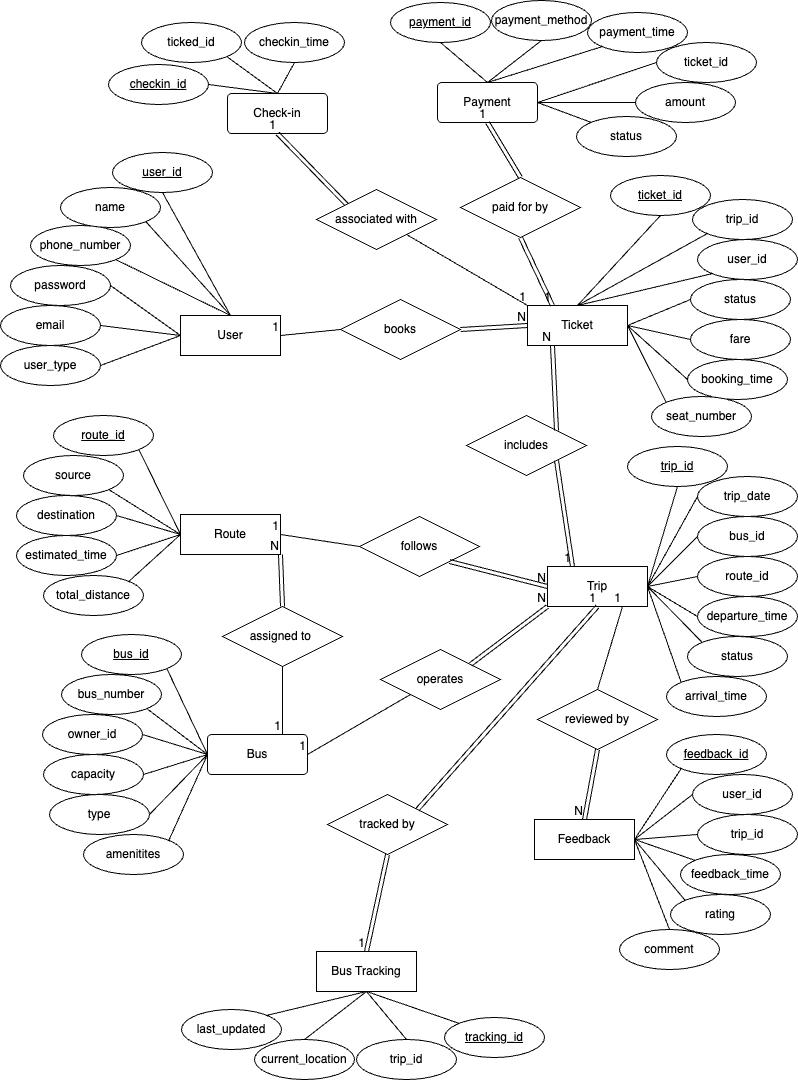 payment_id
payment_method
ticked_id
checkin_time
payment_time
ticket_id
checkin_id
Payment
1
amount
Check-in
1
status
user_id
ticket_id
name
paid for by
trip_id
associated with
phone_number
user_id
password
1
1
status
email
User
1
books
N
Ticket
N
fare
user_type
booking_time
seat_number
route_id
includes
source
trip_id
trip_date
destination
Route
1
N
follows
bus_id
estimated_time
1
N
N
Trip
1
1
route_id
total_distance
departure_time
assigned to
status
bus_id
operates
bus_number
arrival_time
reviewed by
owner_id
1
Bus
1
feedback_id
capacity
user_id
type
tracked by
N
Feedback
trip_id
amenitites
feedback_time
rating
1
comment
Bus Tracking
last_updated
tracking_id
current_location
trip_id